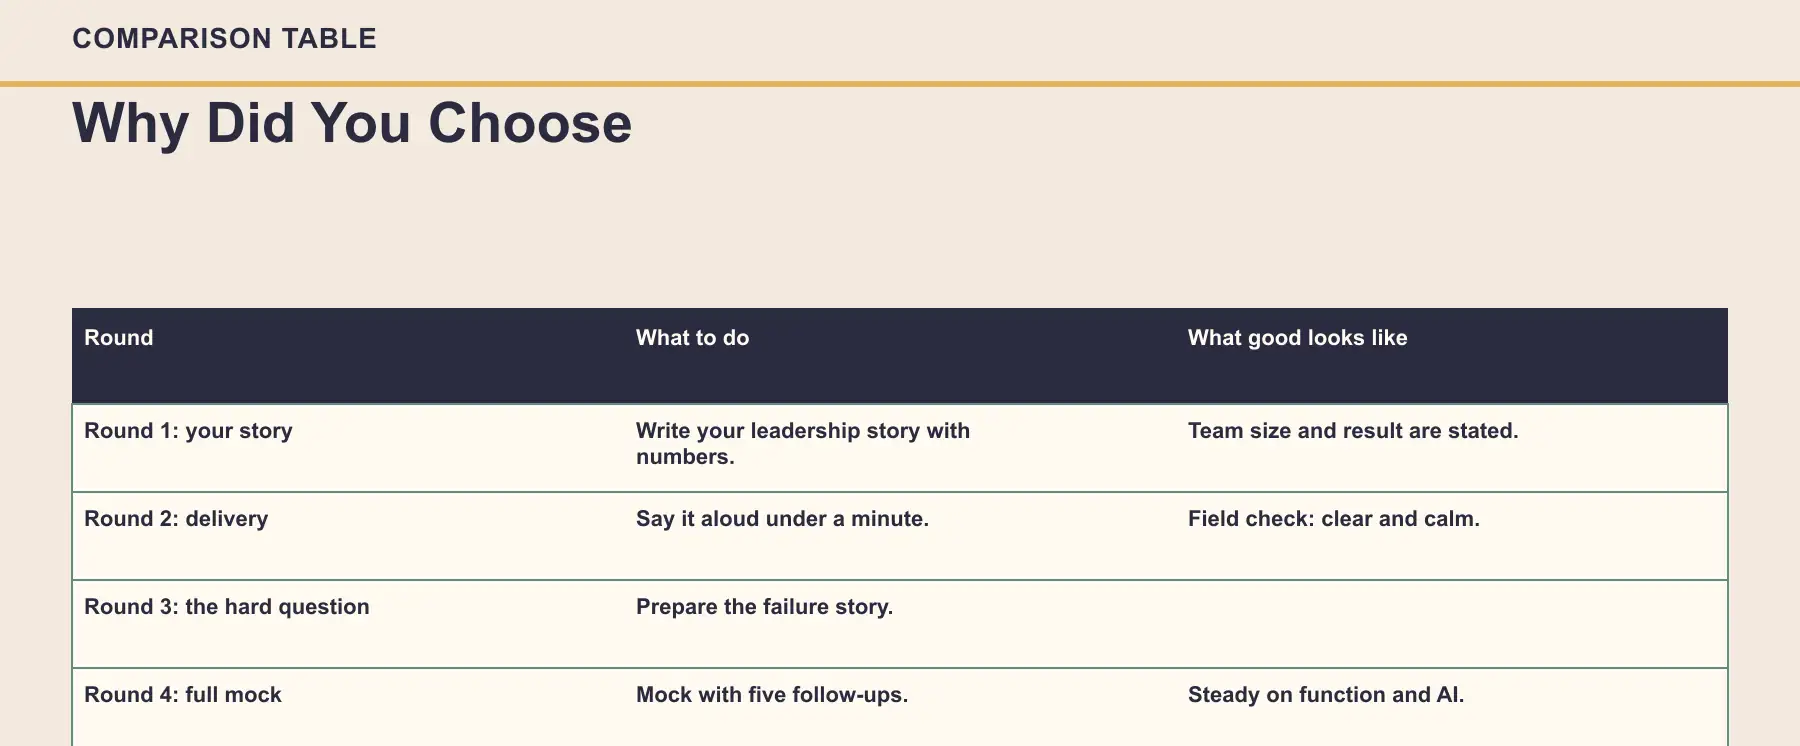 COMPARISON TABLE
Why Did You Choose
Round
What to do
What good looks like
Round 1: your story
Write your leadership story with
numbers.
Team size and result are stated.
Round 2: delivery
Say it aloud under a minute.
Field check: clear and calm.
Round 3: the hard question
Prepare the failure story.
Round 4: full mock
Mock with five follow-ups.
Steady on function and AI.